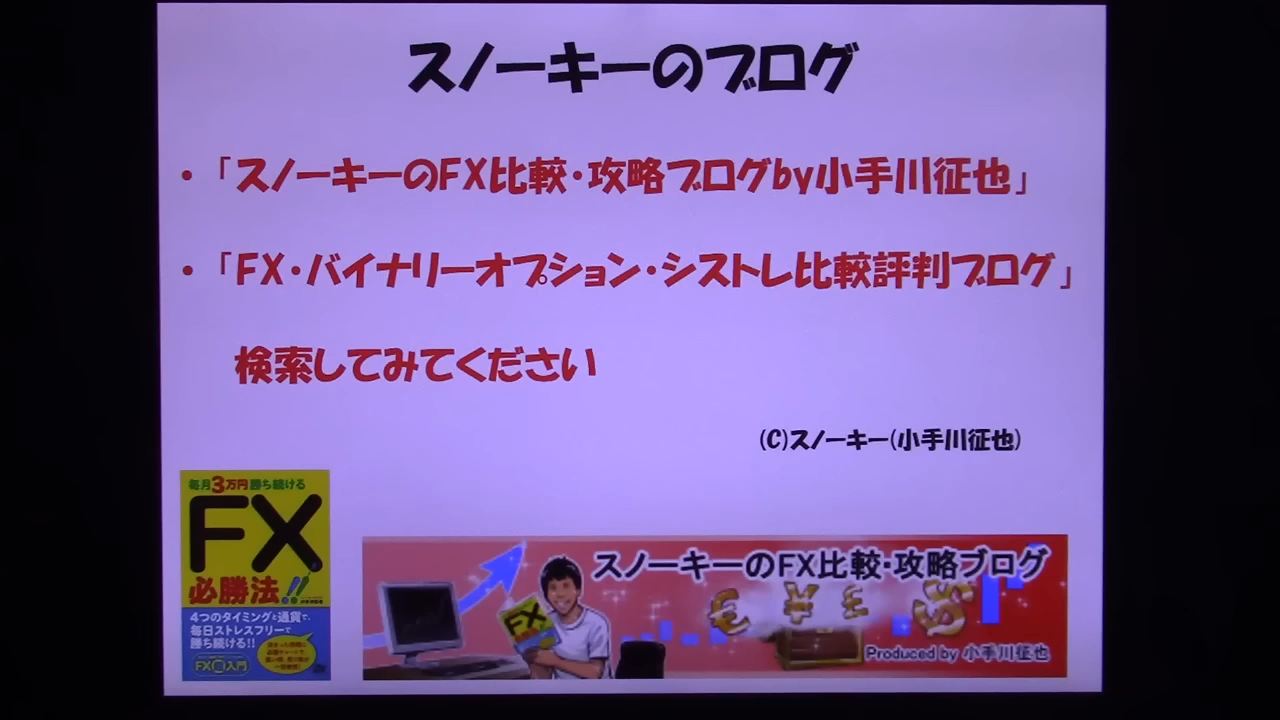 スノーキーのブログ
・「スノーキーのFX比較・攻略ブログby小手川征也」
・「FX・バイナリーオプション・シストレ比較評判ブログ」
検索してみてください
(C)スノーキー(小手川征也)
毎月3万円勝ち続ける
FX
必勝法!!
4つのタイミングと通貨で、
毎日ストレスフリーで
勝ち続ける!!
スノーキーのFX比較・攻略ブログ
FX
Produced by 小手川征也